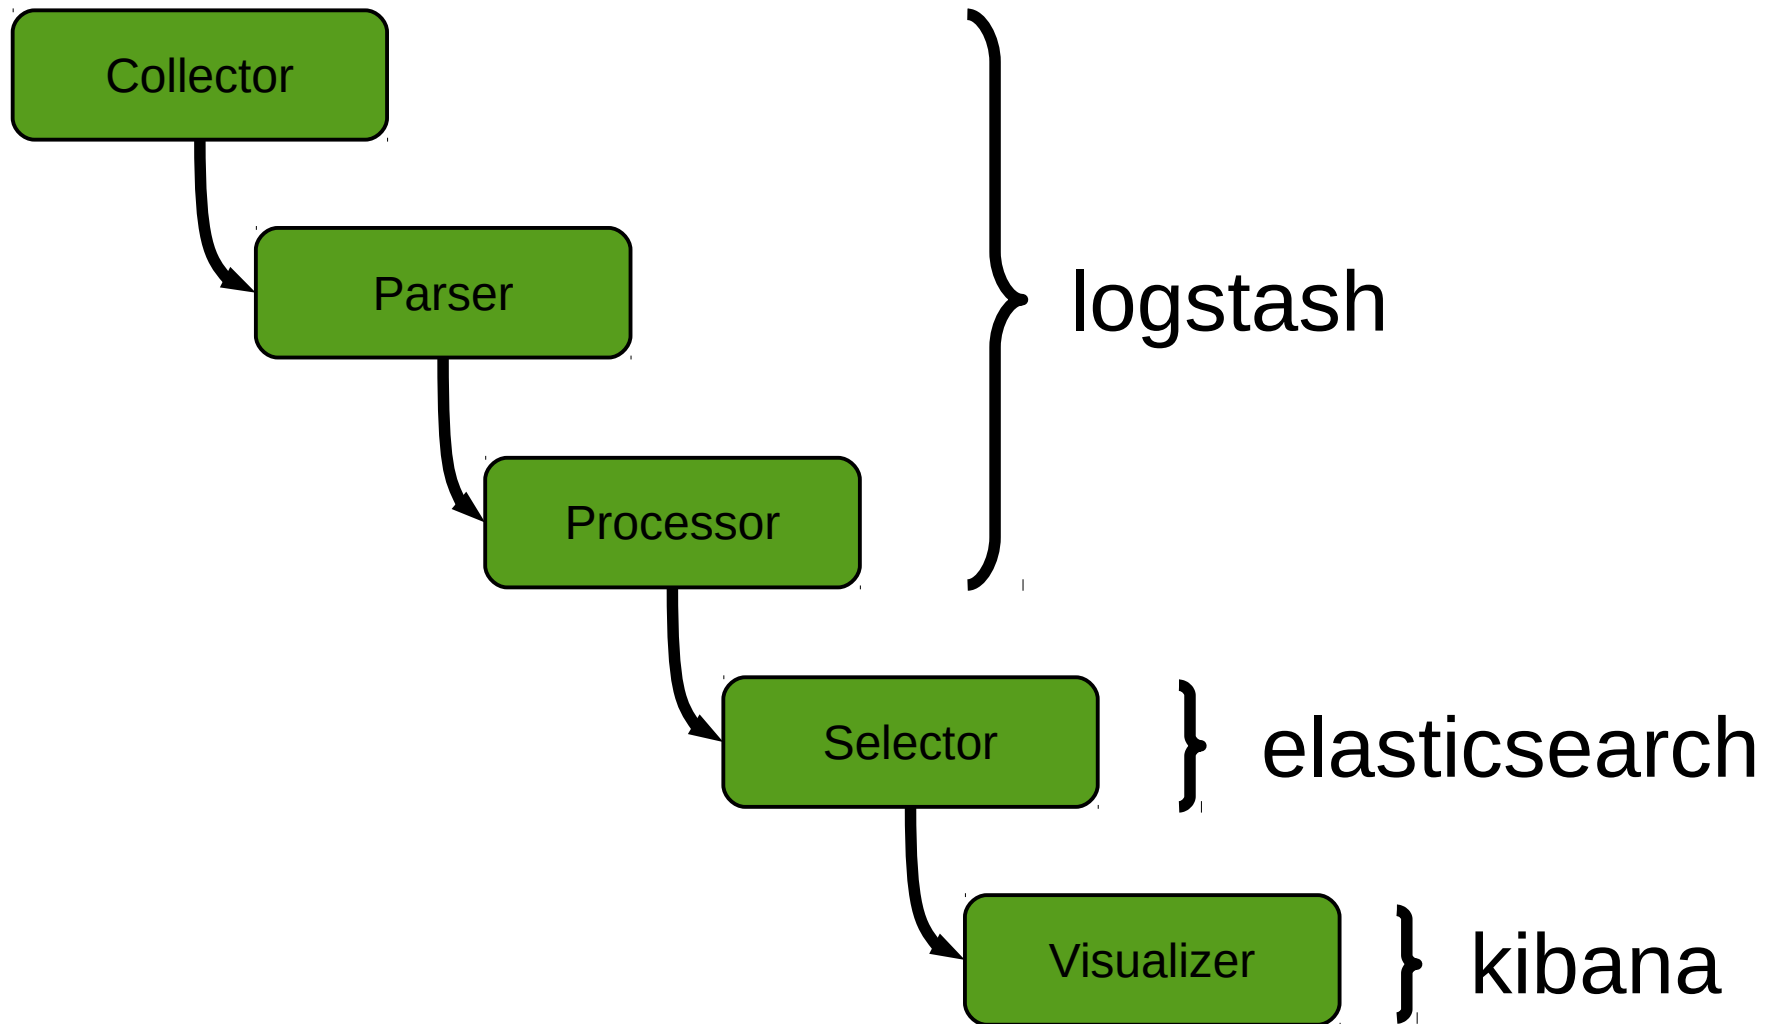 Collector
Parser
logstash
Processor
Selector
elasticsearch
Visualizer
kibana